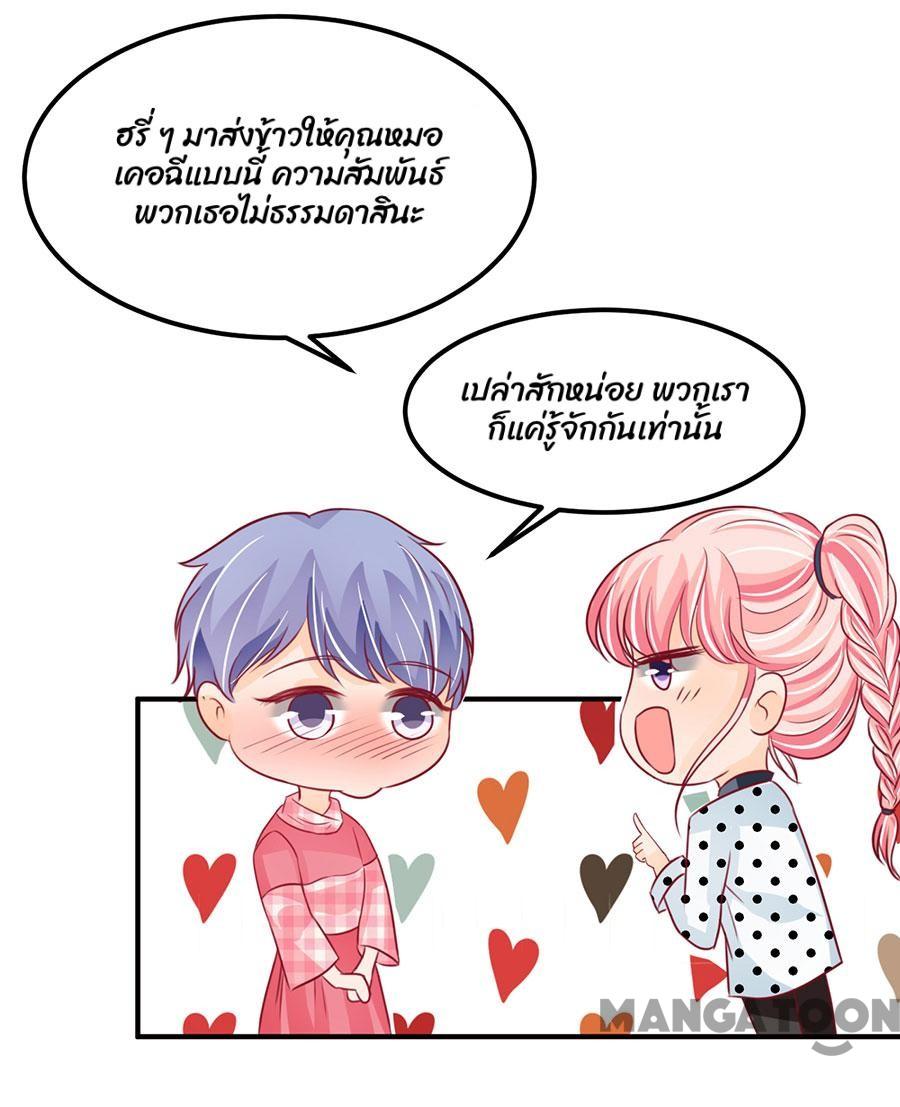 ฮรี่ ๆ มาส่งข้าวให้คุณหมอ
เคอฉีแบบนี้ ความสัมพันธ์
พวกเธอไม่ธรรมดาสินะ
เปล่าสักหน่อย พวกเรา
ก็แค่รู้จักกันเท่านั้น
MANGATOON